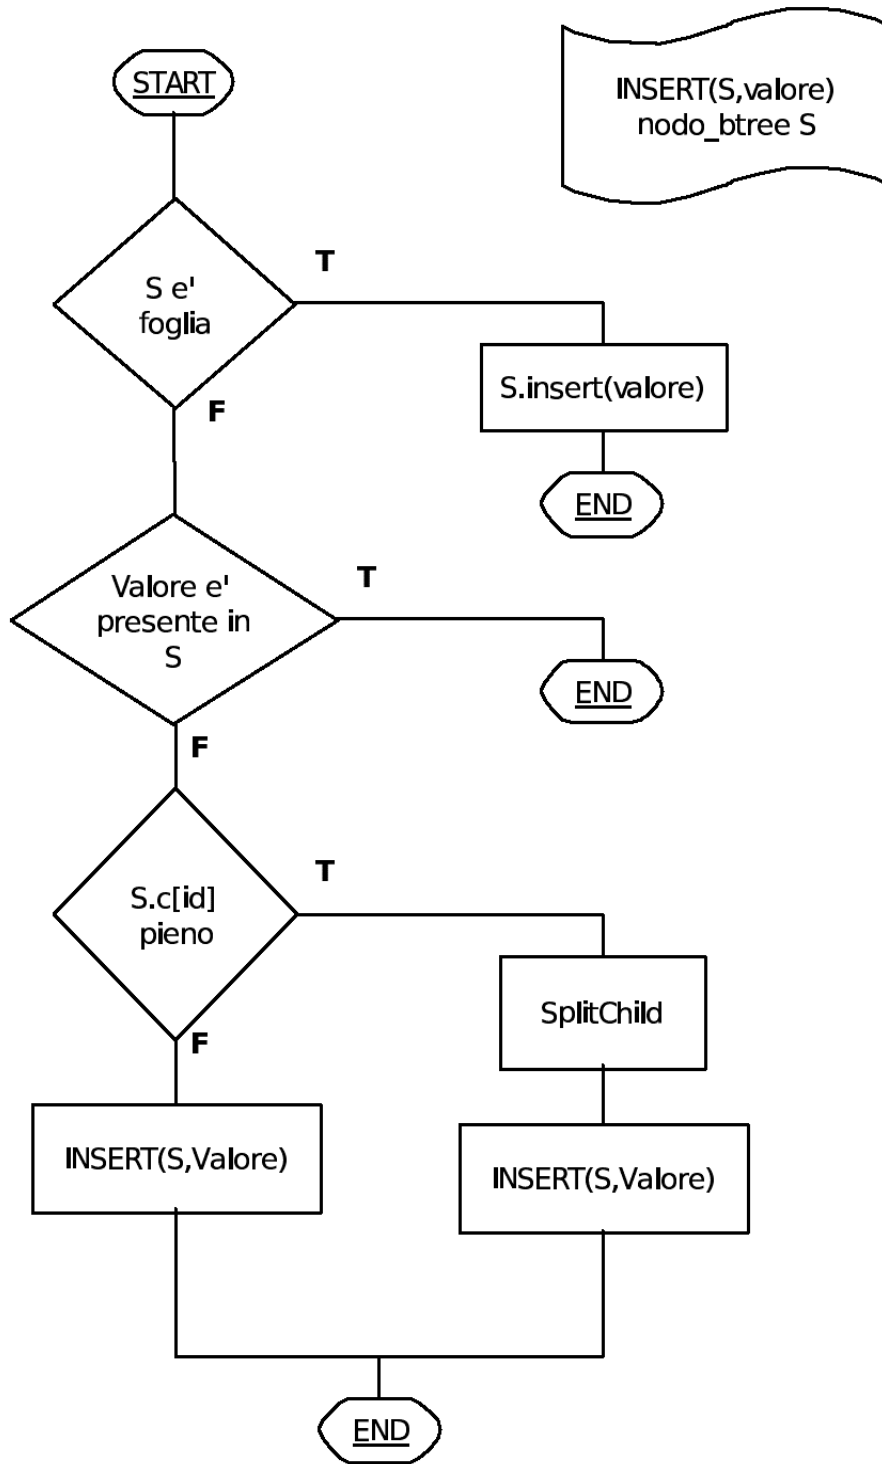 START
INSERT(S,valore)
nodo_btree S
S e'
foglia
T
F
S.insert(valore)
END
Valore e'
presente in
S
T
F
END
S.c[id]
pieno
T
F
SplitChild
INSERT(S,Valore)
INSERT(S,Valore)
END